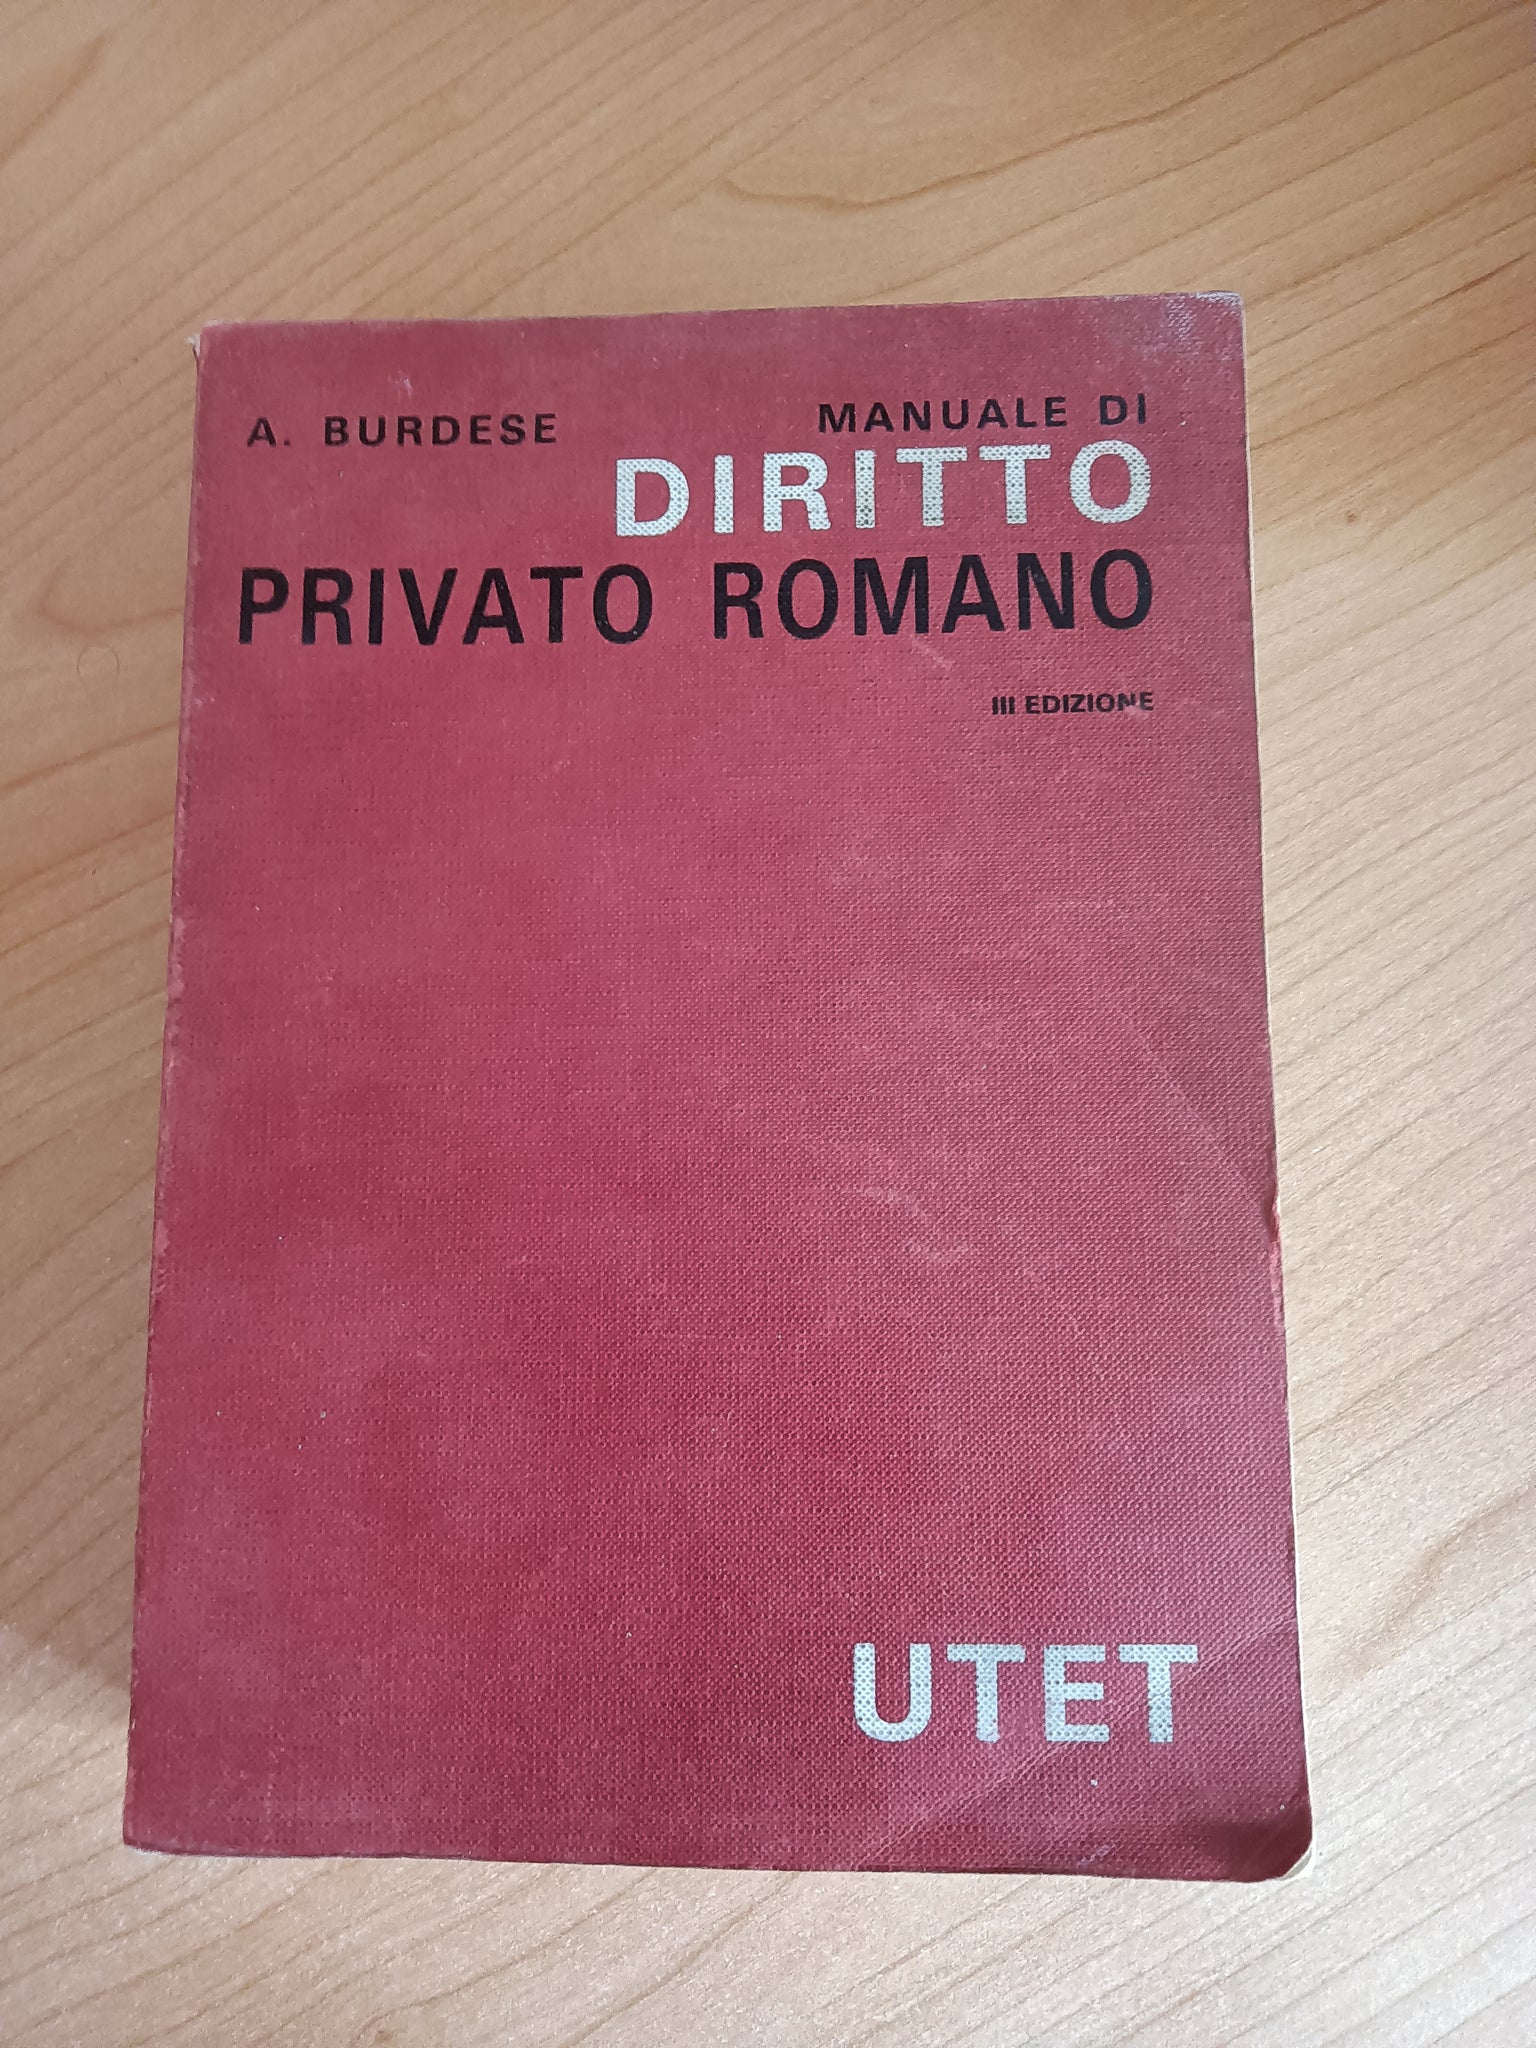 A. BURDESE
MANUALE DI
DIRITTO
PRIVATO ROMANO
III EDIZIONE
UTET